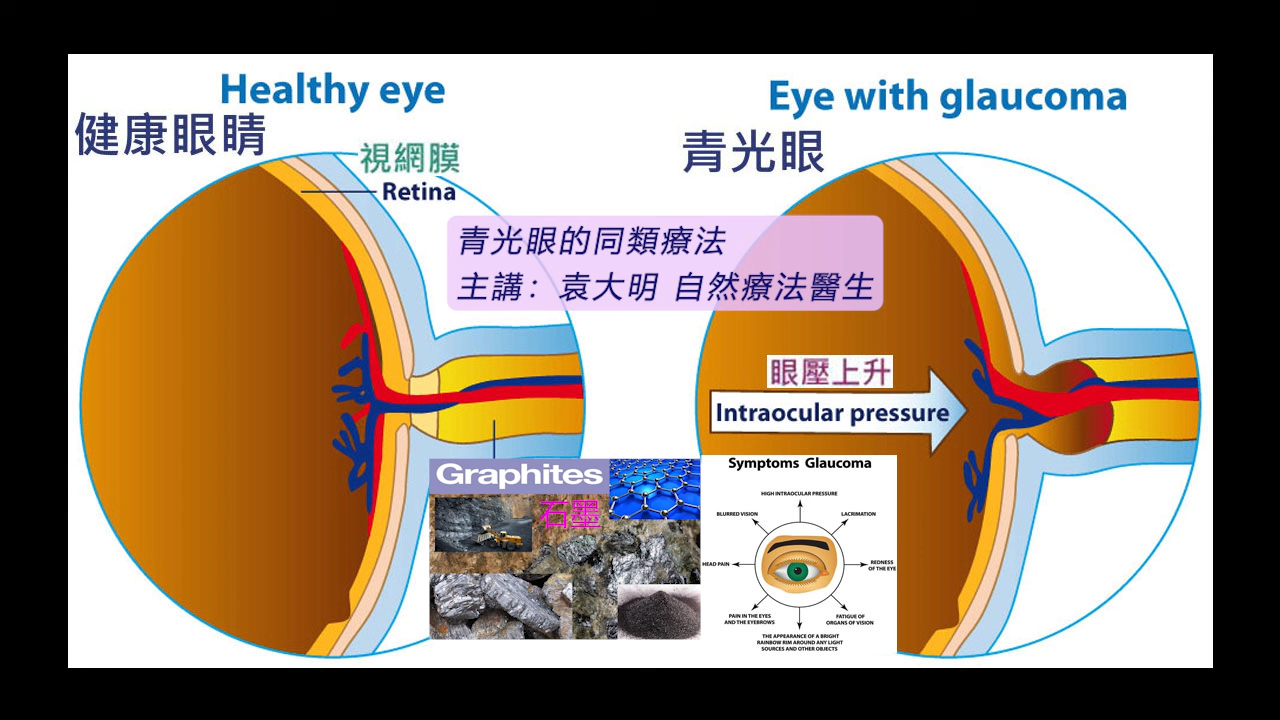 Healthy eye
健康眼睛
視網膜
Retina
Eye with glaucoma
青光眼
青光眼的同類療法
主講：袁大明 自然療法醫生
眼壓上升
Intraocular pressure
Graphites
石墨
Symptoms Glaucoma
HIGH INTRAOCULAR PRESSURE
BLURRED VISION
LACRIMATION
HEAD PAIN
REDNESS
OF THE EYE
PAIN IN THE EYES
AND THE EYEBROWS
FATIGUE OF
ORGANS OF VISION
THE APPEARANCE OF A BRIGHT
RAINBOW RIM AROUND ANY LIGHT
SOURCES AND OTHER OBJECTS